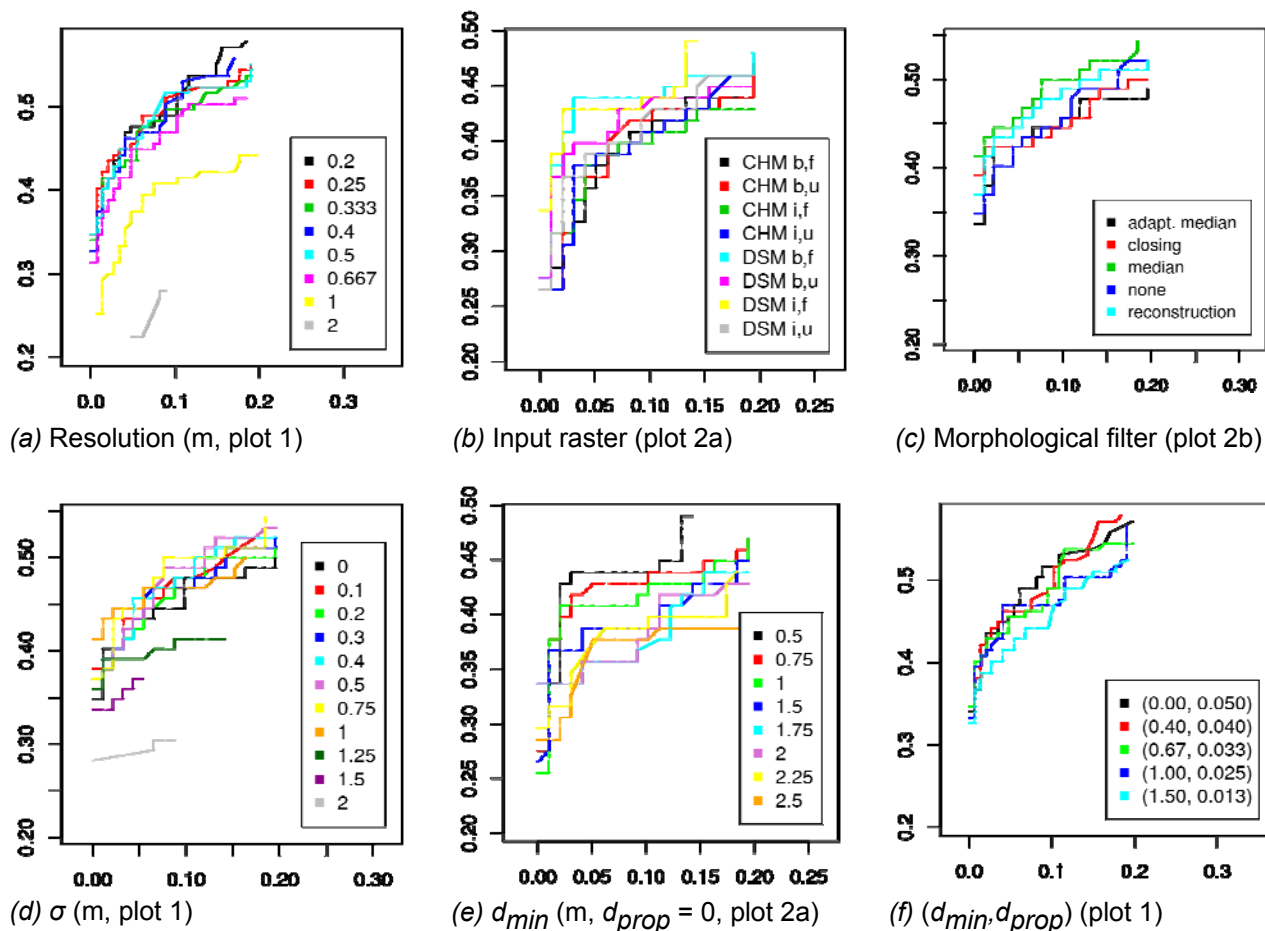 0.5
0.4
0.3
0.2
0.0 0.1 0.2 0.3
0.2
0.25
0.333
0.4
0.5
0.667
1
2
(a) Resolution (m, plot 1)
0.50
0.45
0.40
0.35
0.30
0.25
0.20
0.00 0.05 0.10 0.15 0.20 0.25
CHM b,f
CHM b,u
CHM i,f
CHM i,u
DSM b,f
DSM b,u
DSM i,f
DSM i,u
(b) Input raster (plot 2a)
0.50
0.40
0.30
0.20
0.00 0.10 0.20 0.30
adapt. median
closing
median
none
reconstruction
(c) Morphological filter (plot 2b)
0.50
0.40
0.30
0.20
0.00 0.10 0.20 0.30
0
0.1
0.2
0.3
0.4
0.5
0.75
1
1.25
1.5
2
(d) σ (m, plot 1)
0.50
0.45
0.40
0.35
0.30
0.25
0.20
0.00 0.05 0.10 0.15 0.20 0.25
0.5
0.75
1
1.5
1.75
2
2.25
2.5
(e) dmin (m, dprop = 0, plot 2a)
0.5
0.4
0.3
0.2
0.0 0.1 0.2 0.3
(0.00, 0.050)
(0.40, 0.040)
(0.67, 0.033)
(1.00, 0.025)
(1.50, 0.013)
(f) (dmin,dprop) (plot 1)